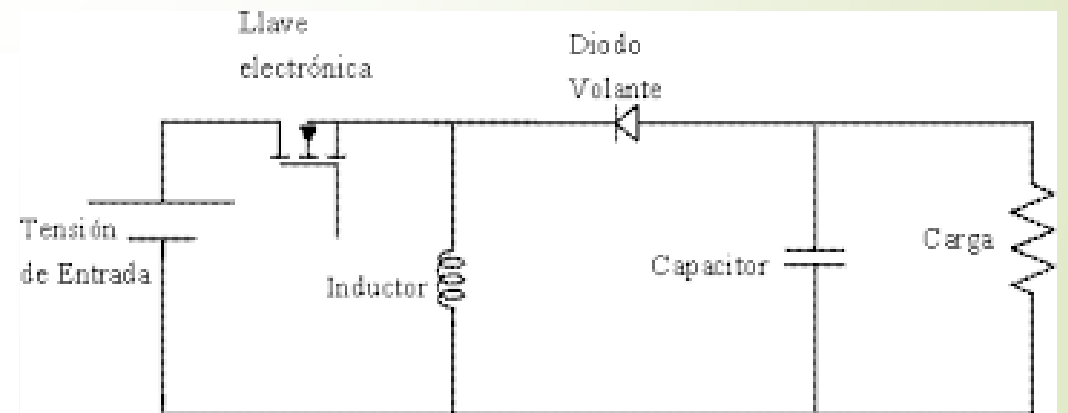 Llave
electrónica
Diodo
Volante
Tensión
de Entrada
Inductor
Capacitor
Carga